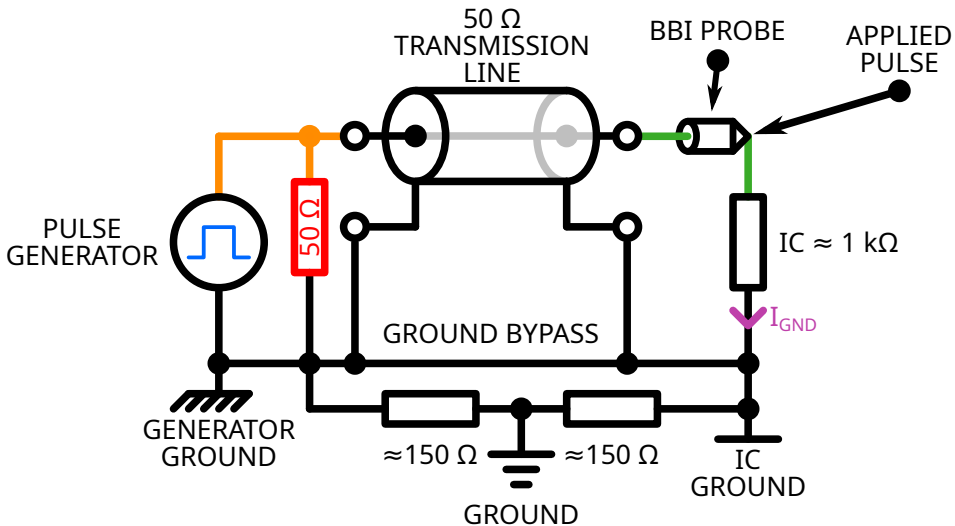 50 Ω
TRANSMISSION
LINE
BBI PROBE
APPLIED
PULSE
PULSE
GENERATOR
50 Ω
IC ≈ 1 kΩ
I_GND
GROUND BYPASS
GENERATOR
GROUND
≈150 Ω
≈150 Ω
IC
GROUND
GROUND